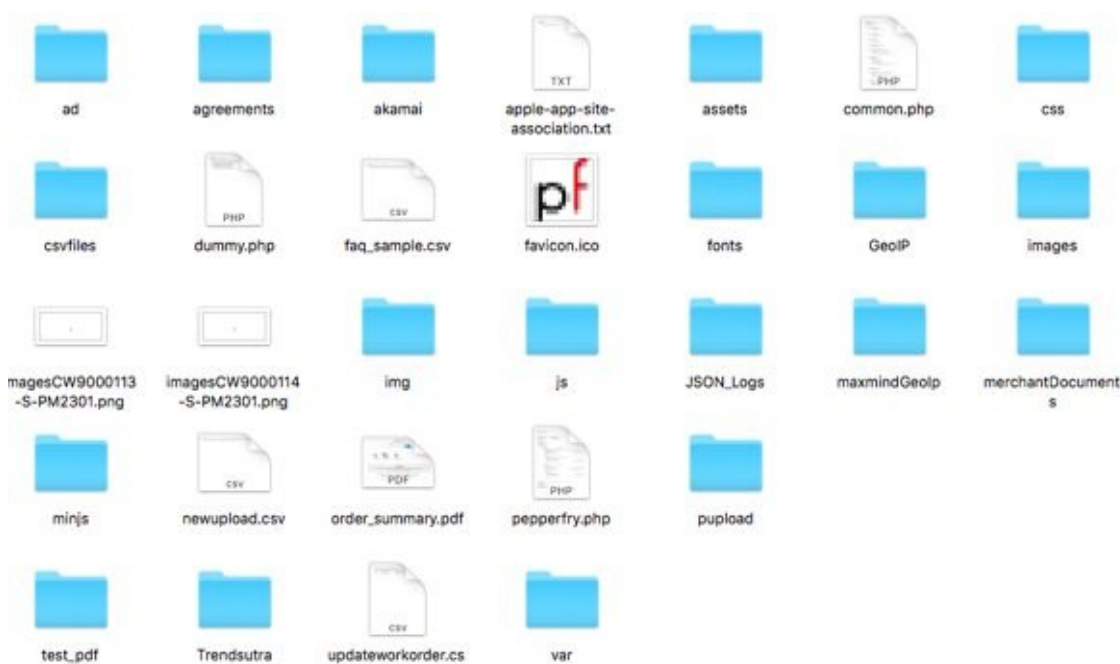 TXT
PHP
ad
agreements
akamai
apple-app-site-
association.txt
assets
common.php
css
PHP
CSV
pf
csvfiles
dummy.php
faq_sample.csv
favicon.ico
fonts
GeoIP
images
magesCW9000113
-S-PM2301.png
imagesCW9000114
-S-PM2301.png
img
js
JSON_Logs
maxmindGeoIp
merchantDocument
s
CSV
PDF
PHP
minjs
newupload.csv
order_summary.pdf
pepperfry.php
pupload
CSV
test_pdf
Trendsutra
updateworkorder.cs
var